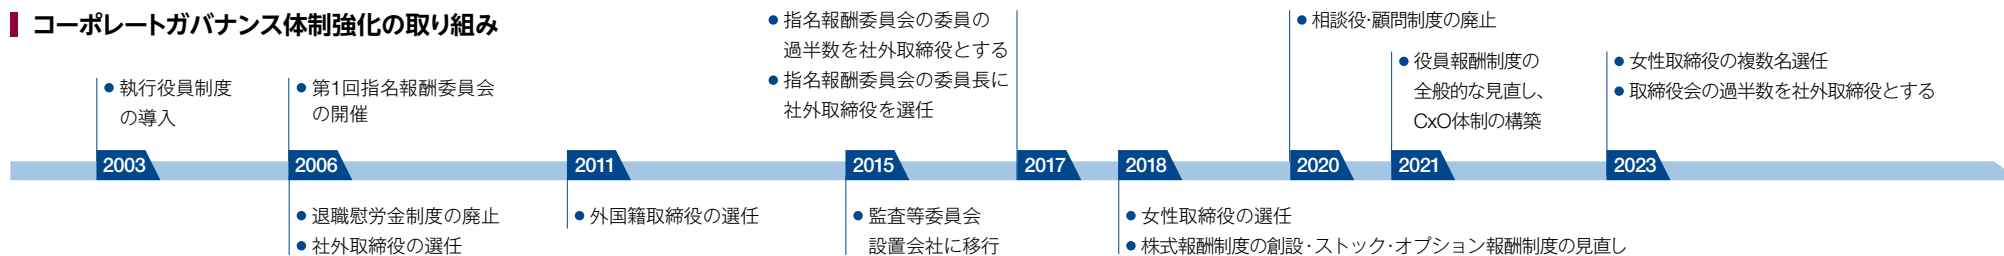 コーポレートガバナンス体制強化の取り組み
● 執行役員制度
の導入
2003
● 第1回指名報酬委員会
の開催
2006
● 退職慰労金制度の廃止
● 社外取締役の選任
2011
● 外国籍取締役の選任
2015
● 監査等委員会
設置会社に移行
● 指名報酬委員会の委員の
過半数を社外取締役とする
● 指名報酬委員会の委員長に
社外取締役を選任
2017
2018
● 女性取締役の選任
● 株式報酬制度の創設・ストック・オプション報酬制度の見直し
● 相談役・顧問制度の廃止
2020
● 役員報酬制度の
全般的な見直し、
CxO体制の構築
2021
● 女性取締役の複数名選任
● 取締役会の過半数を社外取締役とする
2023